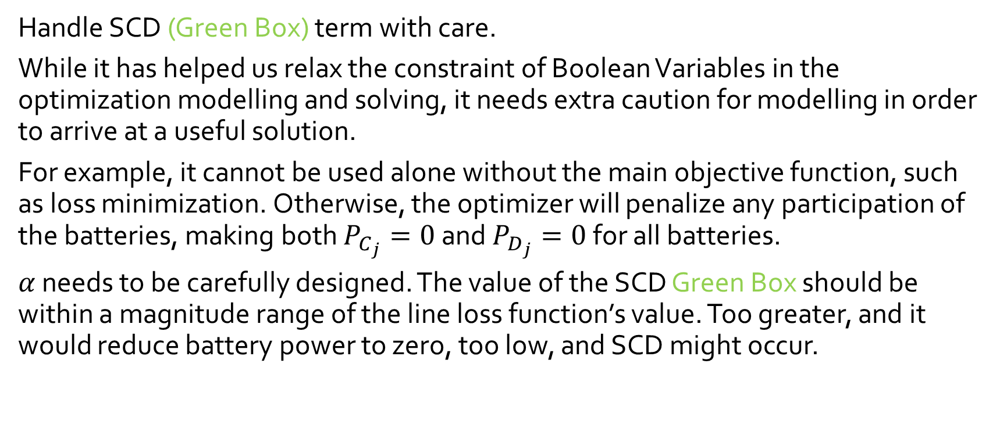 Handle SCD (Green Box) term with care.
While it has helped us relax the constraint of Boolean Variables in the
optimization modelling and solving, it needs extra caution for modelling in order
to arrive at a useful solution.
For example, it cannot be used alone without the main objective function, such
as loss minimization. Otherwise, the optimizer will penalize any participation of
the batteries, making both $P_{C_j} = 0$ and $P_{D_j} = 0$ for all batteries.
α needs to be carefully designed. The value of the SCD Green Box should be
within a magnitude range of the line loss function’s value. Too greater, and it
would reduce battery power to zero, too low, and SCD might occur.